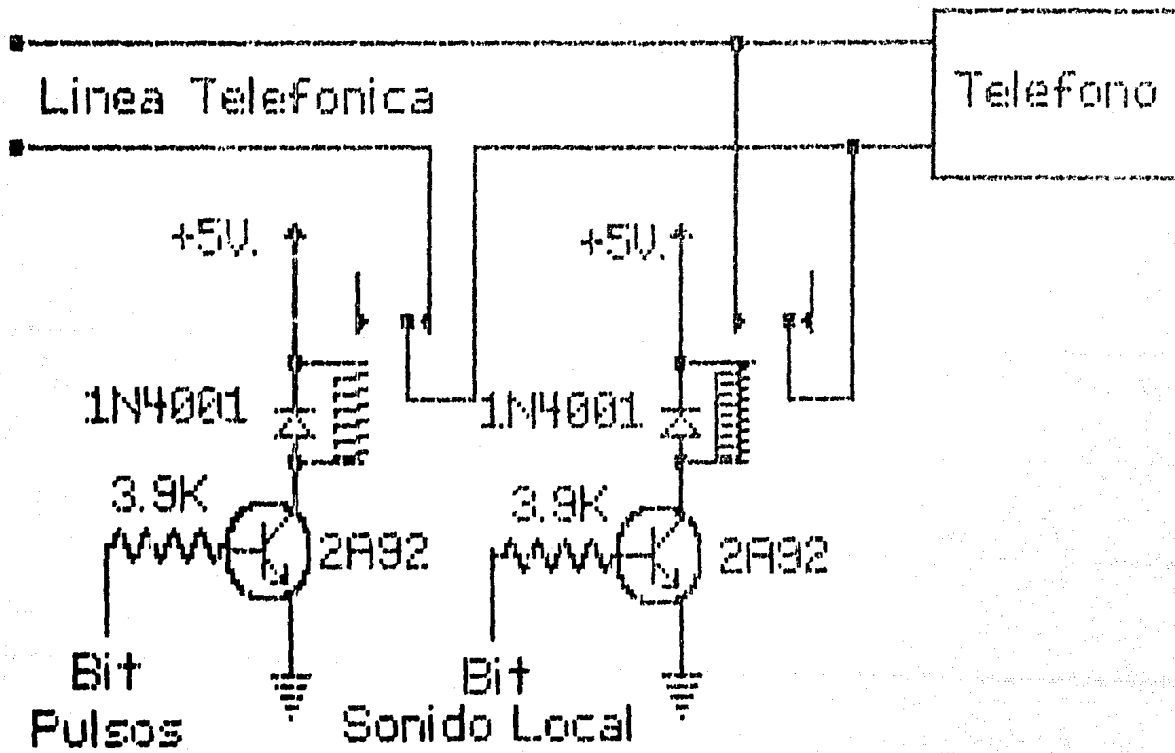 Linea Telefonica
Telefono
+5V.
+5V.
1N4001
1N4001
3.9K
3.9K
2A92
2A92
Bit
Pulsos
Bit
Sonido Local